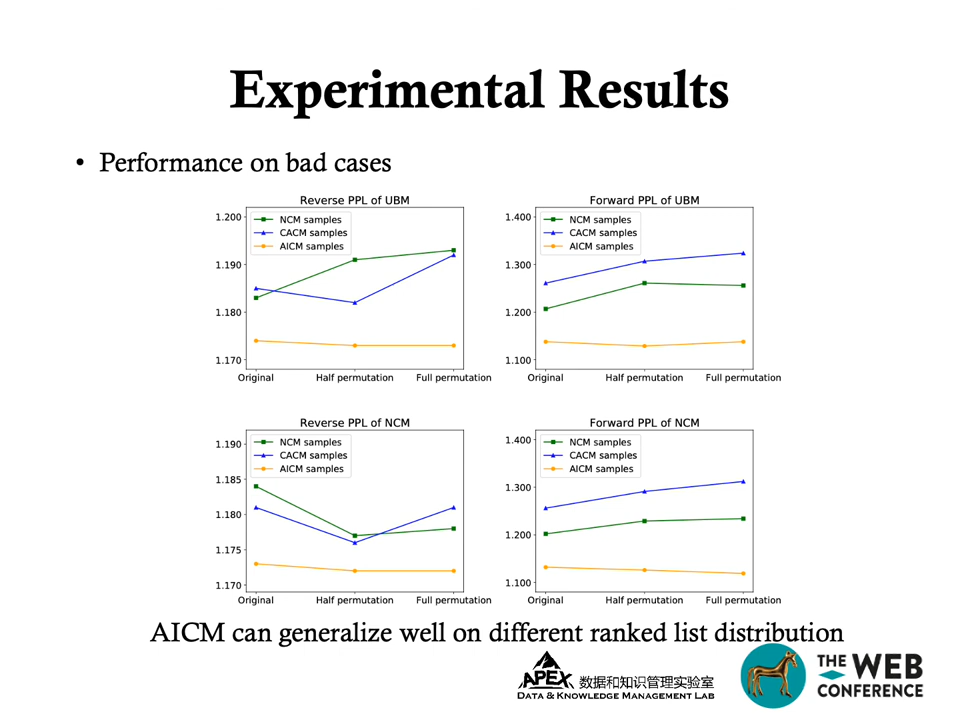 Experimental Results
• Performance on bad cases
Reverse PPL of UBM
1.200
1.190
1.180
1.170
NCM samples
CACM samples
AICM samples
Original Half permutation Full permutation
Forward PPL of UBM
1.400
1.300
1.200
1.100
NCM samples
CACM samples
AICM samples
Original Half permutation Full permutation
Reverse PPL of NCM
1.190
1.185
1.180
1.175
1.170
NCM samples
CACM samples
AICM samples
Original Half permutation Full permutation
Forward PPL of NCM
1.400
1.300
1.200
1.100
NCM samples
CACM samples
AICM samples
Original Half permutation Full permutation
AICM can generalize well on different ranked list distribution
APEX 数据和知识管理实验室
DATA & KNOWLEDGE MANAGEMENT LAB
THE WEB
CONFERENCE